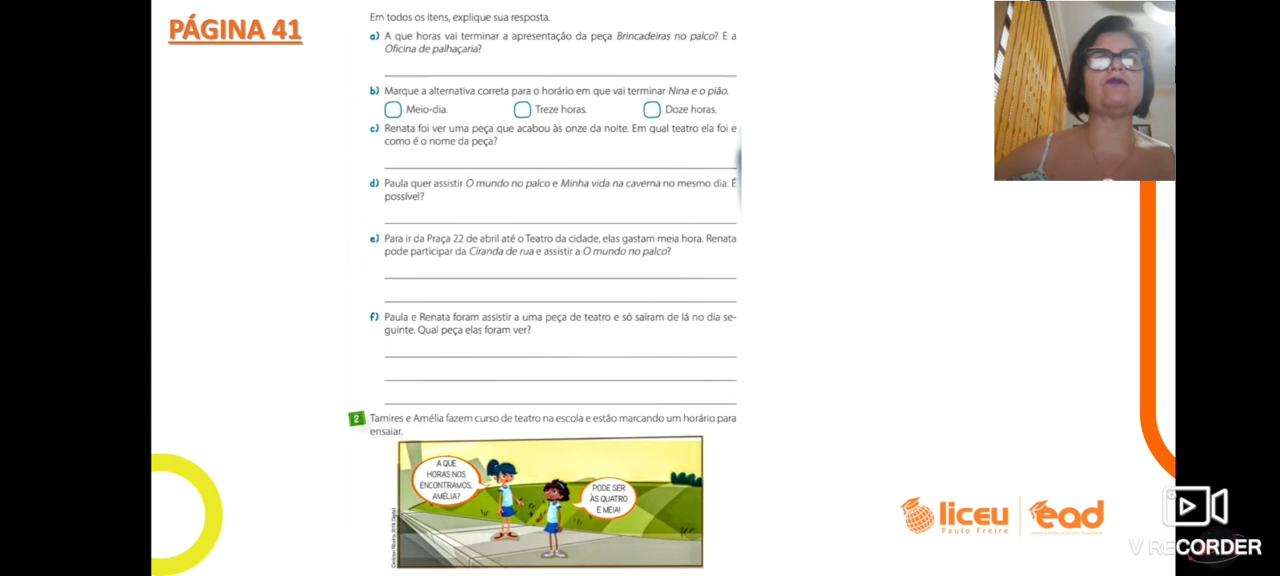 PÁGINA 41
Em todos os itens, explique sua resposta.
a) A que horas vai terminar a apresentação da peça Brincadeiras no palco? E a
Oficina de palhaçaria?
b) Marque a alternativa correta para o horário em que vai terminar Nina e o pião.
Meio-dia. Treze horas. Doze horas.
c) Renata foi ver uma peça que acabou às onze da noite. Em qual teatro ela foi e
como é o nome da peça?
d) Paula quer assistir O mundo no palco e Minha vida na caverna no mesmo dia. É
possível?
e) Para ir da Praça 22 de abril até o Teatro da cidade, elas gastam meia hora. Renata
pode participar da Ciranda de rua e assistir a O mundo no palco?
f) Paula e Renata foram assistir a uma peça de teatro e só saíram de lá no dia se-
guinte. Qual peça elas foram ver?
2 Tamires e Amélia fazem curso de teatro na escola e estão marcando um horário para
ensaiar.
A QUE
HORAS NOS
ENCONTRAMOS,
AMÉLIA?
PODE SER
ÀS QUATRO
E MEIA!
liceu
Paulo Freire
ead
V RECORDER